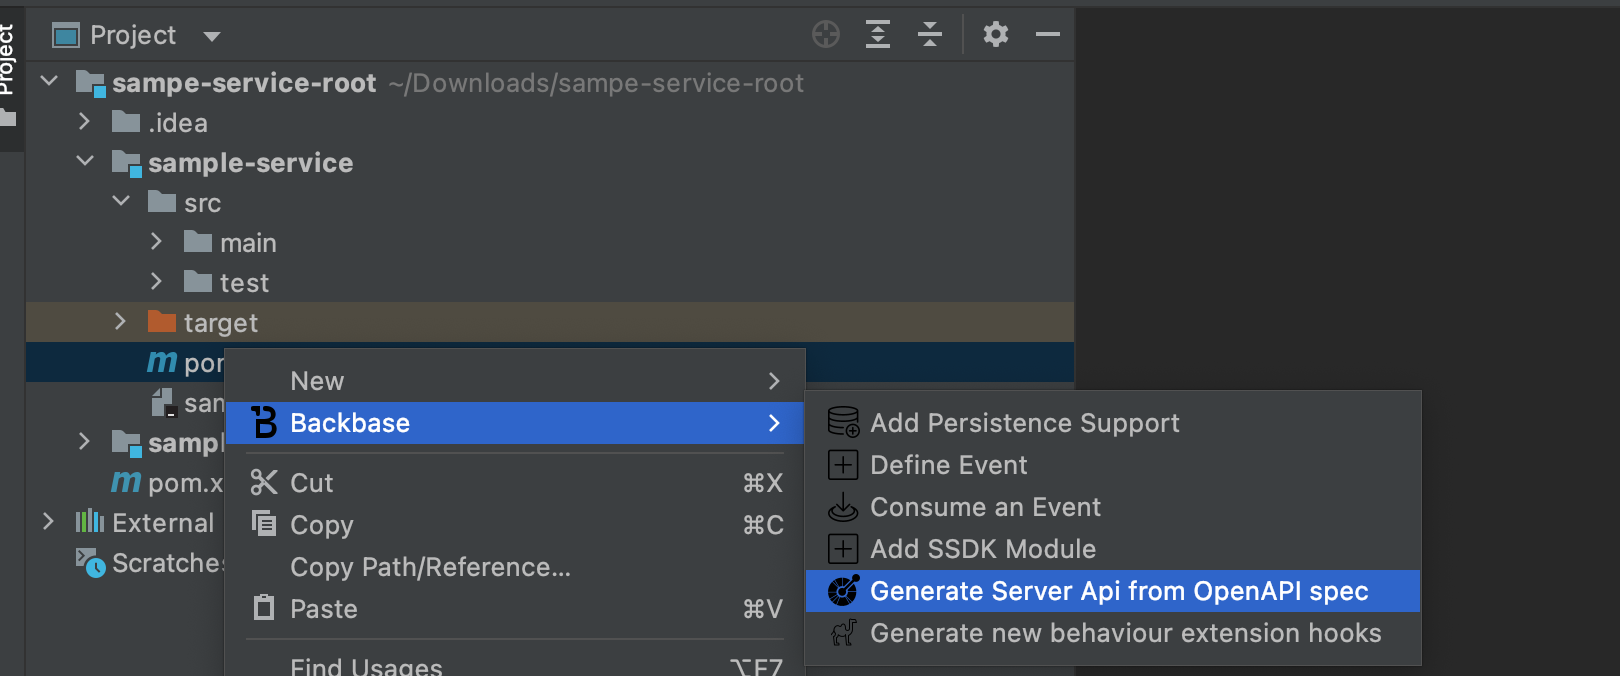 Project
Project
sampe-service-root ~/Downloads/sampe-service-root
.idea
sample-service
src
main
test
target
m por
san
sampl
m pom.x
External
Scratches
New
Backbase
Cut ⌘X
Copy ⌘C
Copy Path/Reference...
Paste ⌘V
Find Usages ⌥F7
Add Persistence Support
Define Event
Consume an Event
Add SSDK Module
Generate Server Api from OpenAPI spec
Generate new behaviour extension hooks